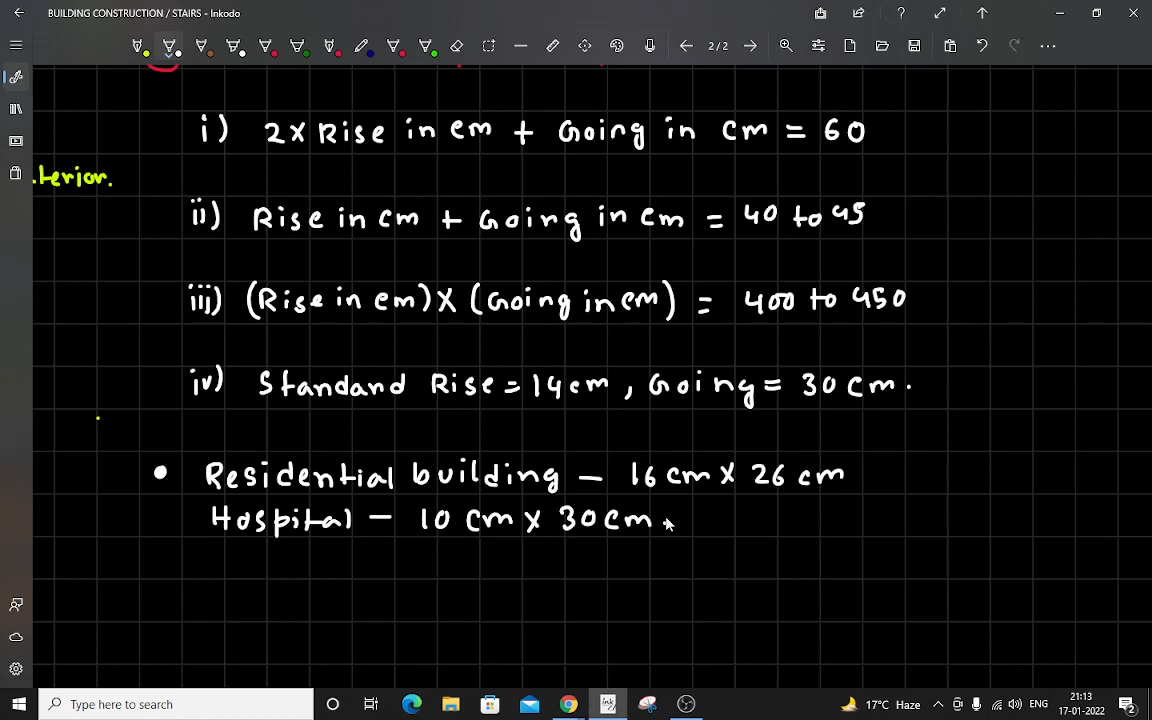 BUILDING CONSTRUCTION / STAIRS - Inkodo
2/2
i) 2x Rise in cm + Going in cm = 60
terior.
ii) Rise in cm + Going in cm = 40 to 45
iii) (Rise in cm) X (Going in cm) = 400 to 450
iv) Standard Rise = 14cm, Going = 30 cm.
• Residential building – 16 cm x 26 cm
Hospital – 10 cm x 30 cm.
Type here to search
17°C Haze
ENG
21:13
17-01-2022
2